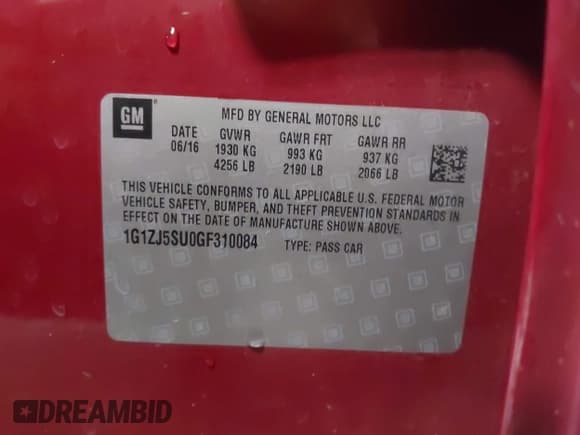 GM
MFD BY GENERAL MOTORS LLC
DATE GVWR GAWR FRT GAWR RR
06/16 1930 KG 993 KG 937 KG
4256 LB 2190 LB 2066 LB
THIS VEHICLE CONFORMS TO ALL APPLICABLE U.S. FEDERAL MOTOR
VEHICLE SAFETY, BUMPER, AND THEFT PREVENTION STANDARDS IN
EFFECT ON THE DATE OF MANUFACTURE SHOWN ABOVE.
1G1ZJ5SU0GF310084 TYPE: PASS CAR
DREAMBID